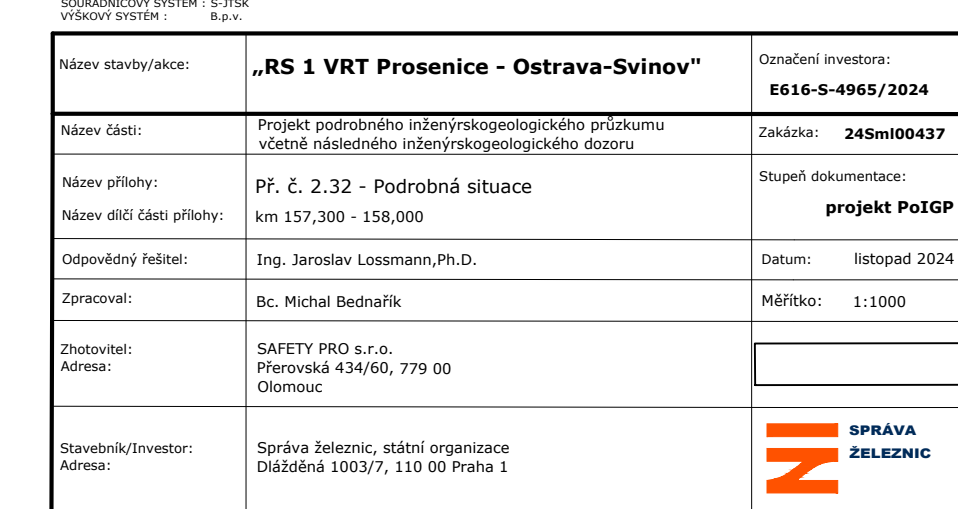 SOUŘADNICOVÝ SYSTÉM : S-JTSK
VÝŠKOVÝ SYSTÉM : B.p.v.
Název stavby/akce:
„RS 1 VRT Prosenice - Ostrava-Svinov"
Označení investora:
E616-S-4965/2024
Název části:
Projekt podrobného inženýrskogeologického průzkumu
včetně následného inženýrskogeologického dozoru
Zakázka: 24Sml00437
Název přílohy:
Př. č. 2.32 - Podrobná situace
Název dílčí části přílohy:
km 157,300 - 158,000
Stupeň dokumentace:
projekt PoIGP
Odpovědný řešitel:
Ing. Jaroslav Lossmann,Ph.D.
Datum: listopad 2024
Zpracoval:
Bc. Michal Bednařík
Měřítko: 1:1000
Zhotovitel:
Adresa:
SAFETY PRO s.r.o.
Přerovská 434/60, 779 00
Olomouc
Stavebník/Investor:
Adresa:
Správa železnic, státní organizace
Dlážděná 1003/7, 110 00 Praha 1
SPRÁVA
ŽELEZNIC